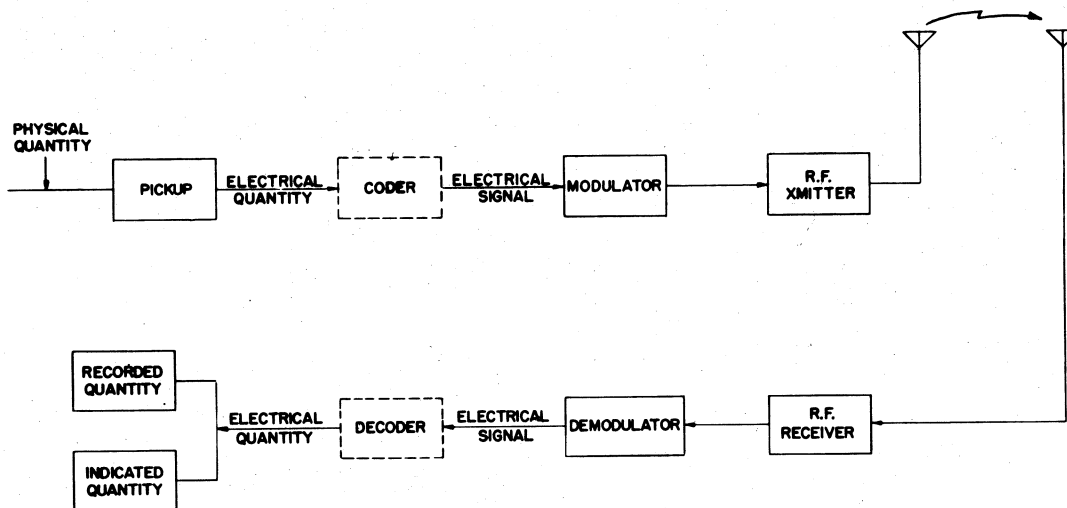 PHYSICAL
QUANTITY
PICKUP
ELECTRICAL
QUANTITY
CODER
ELECTRICAL
SIGNAL
MODULATOR
R.F.
XMITTER
RECORDED
QUANTITY
INDICATED
QUANTITY
ELECTRICAL
QUANTITY
DECODER
ELECTRICAL
SIGNAL
DEMODULATOR
R.F.
RECEIVER